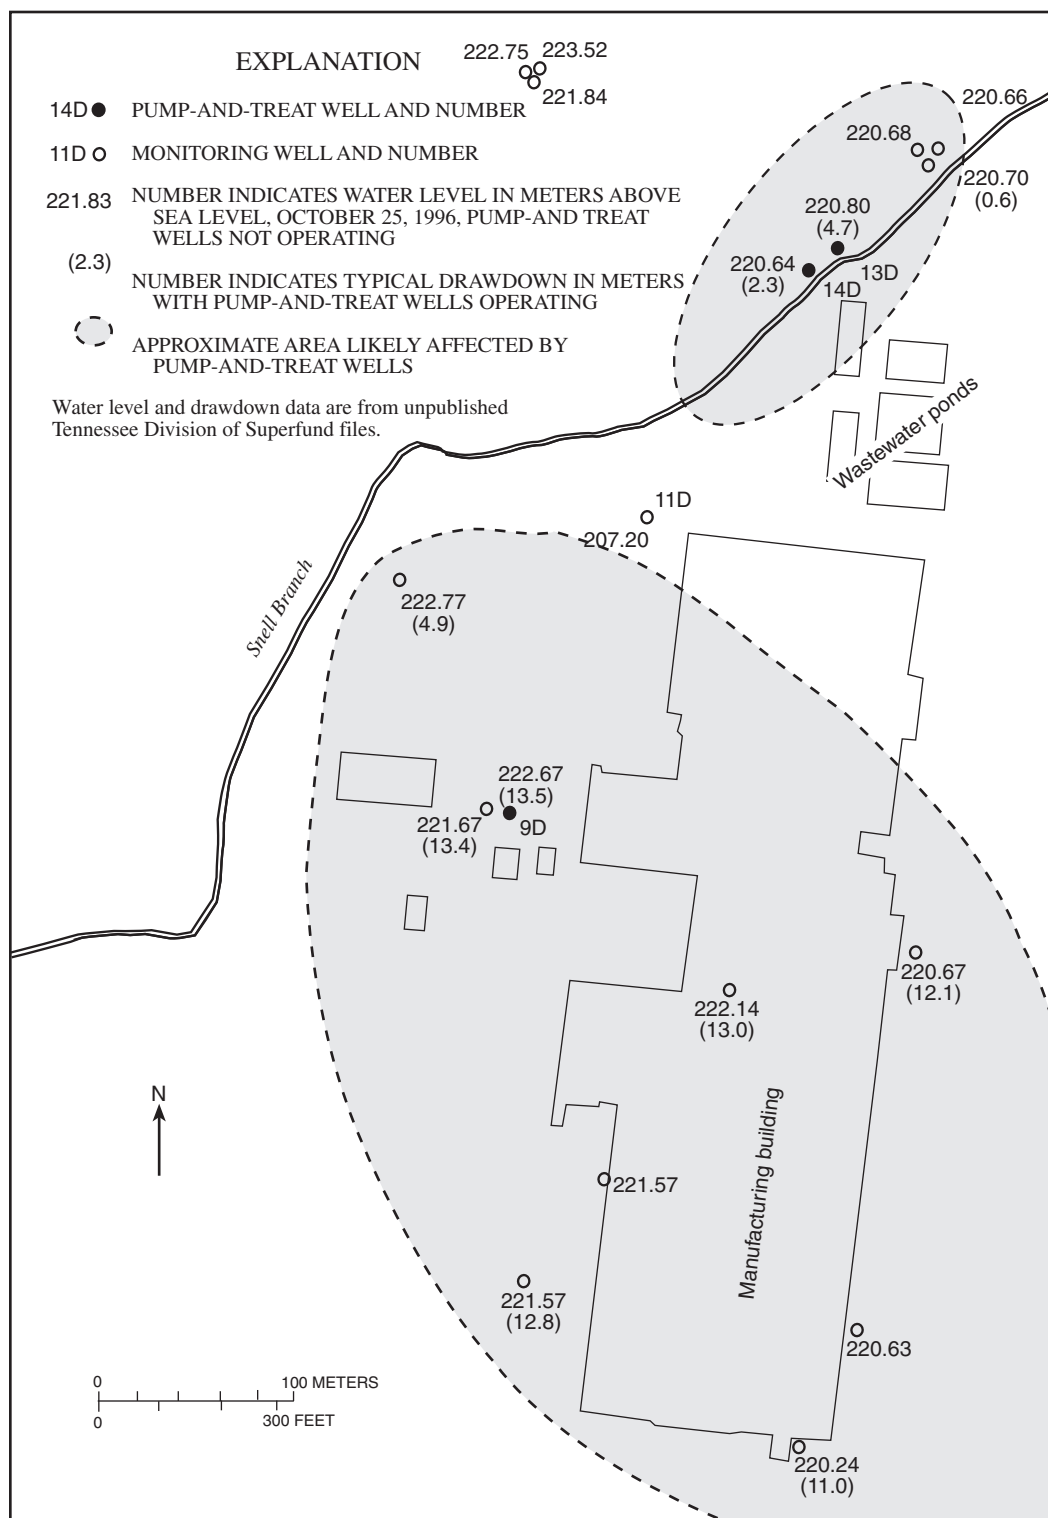 EXPLANATION
14D PUMP-AND-TREAT WELL AND NUMBER
11D MONITORING WELL AND NUMBER
221.83 NUMBER INDICATES WATER LEVEL IN METERS ABOVE
SEA LEVEL, OCTOBER 25, 1996, PUMP-AND TREAT
WELLS NOT OPERATING
(2.3)
NUMBER INDICATES TYPICAL DRAWDOWN IN METERS
WITH PUMP-AND-TREAT WELLS OPERATING
APPROXIMATE AREA LIKELY AFFECTED BY
PUMP-AND-TREAT WELLS
Water level and drawdown data are from unpublished
Tennessee Division of Superfund files.
222.75 223.52
221.84
220.66
220.68
220.70
(0.6)
220.80
(4.7)
220.64
(2.3)
13D
14D
Wastewater ponds
11D
207.20
Snell Branch
222.77
(4.9)
222.67
(13.5)
9D
221.67
(13.4)
220.67
(12.1)
222.14
(13.0)
N
Manufacturing building
221.57
221.57
(12.8)
220.63
0 100 METERS
0 300 FEET
220.24
(11.0)